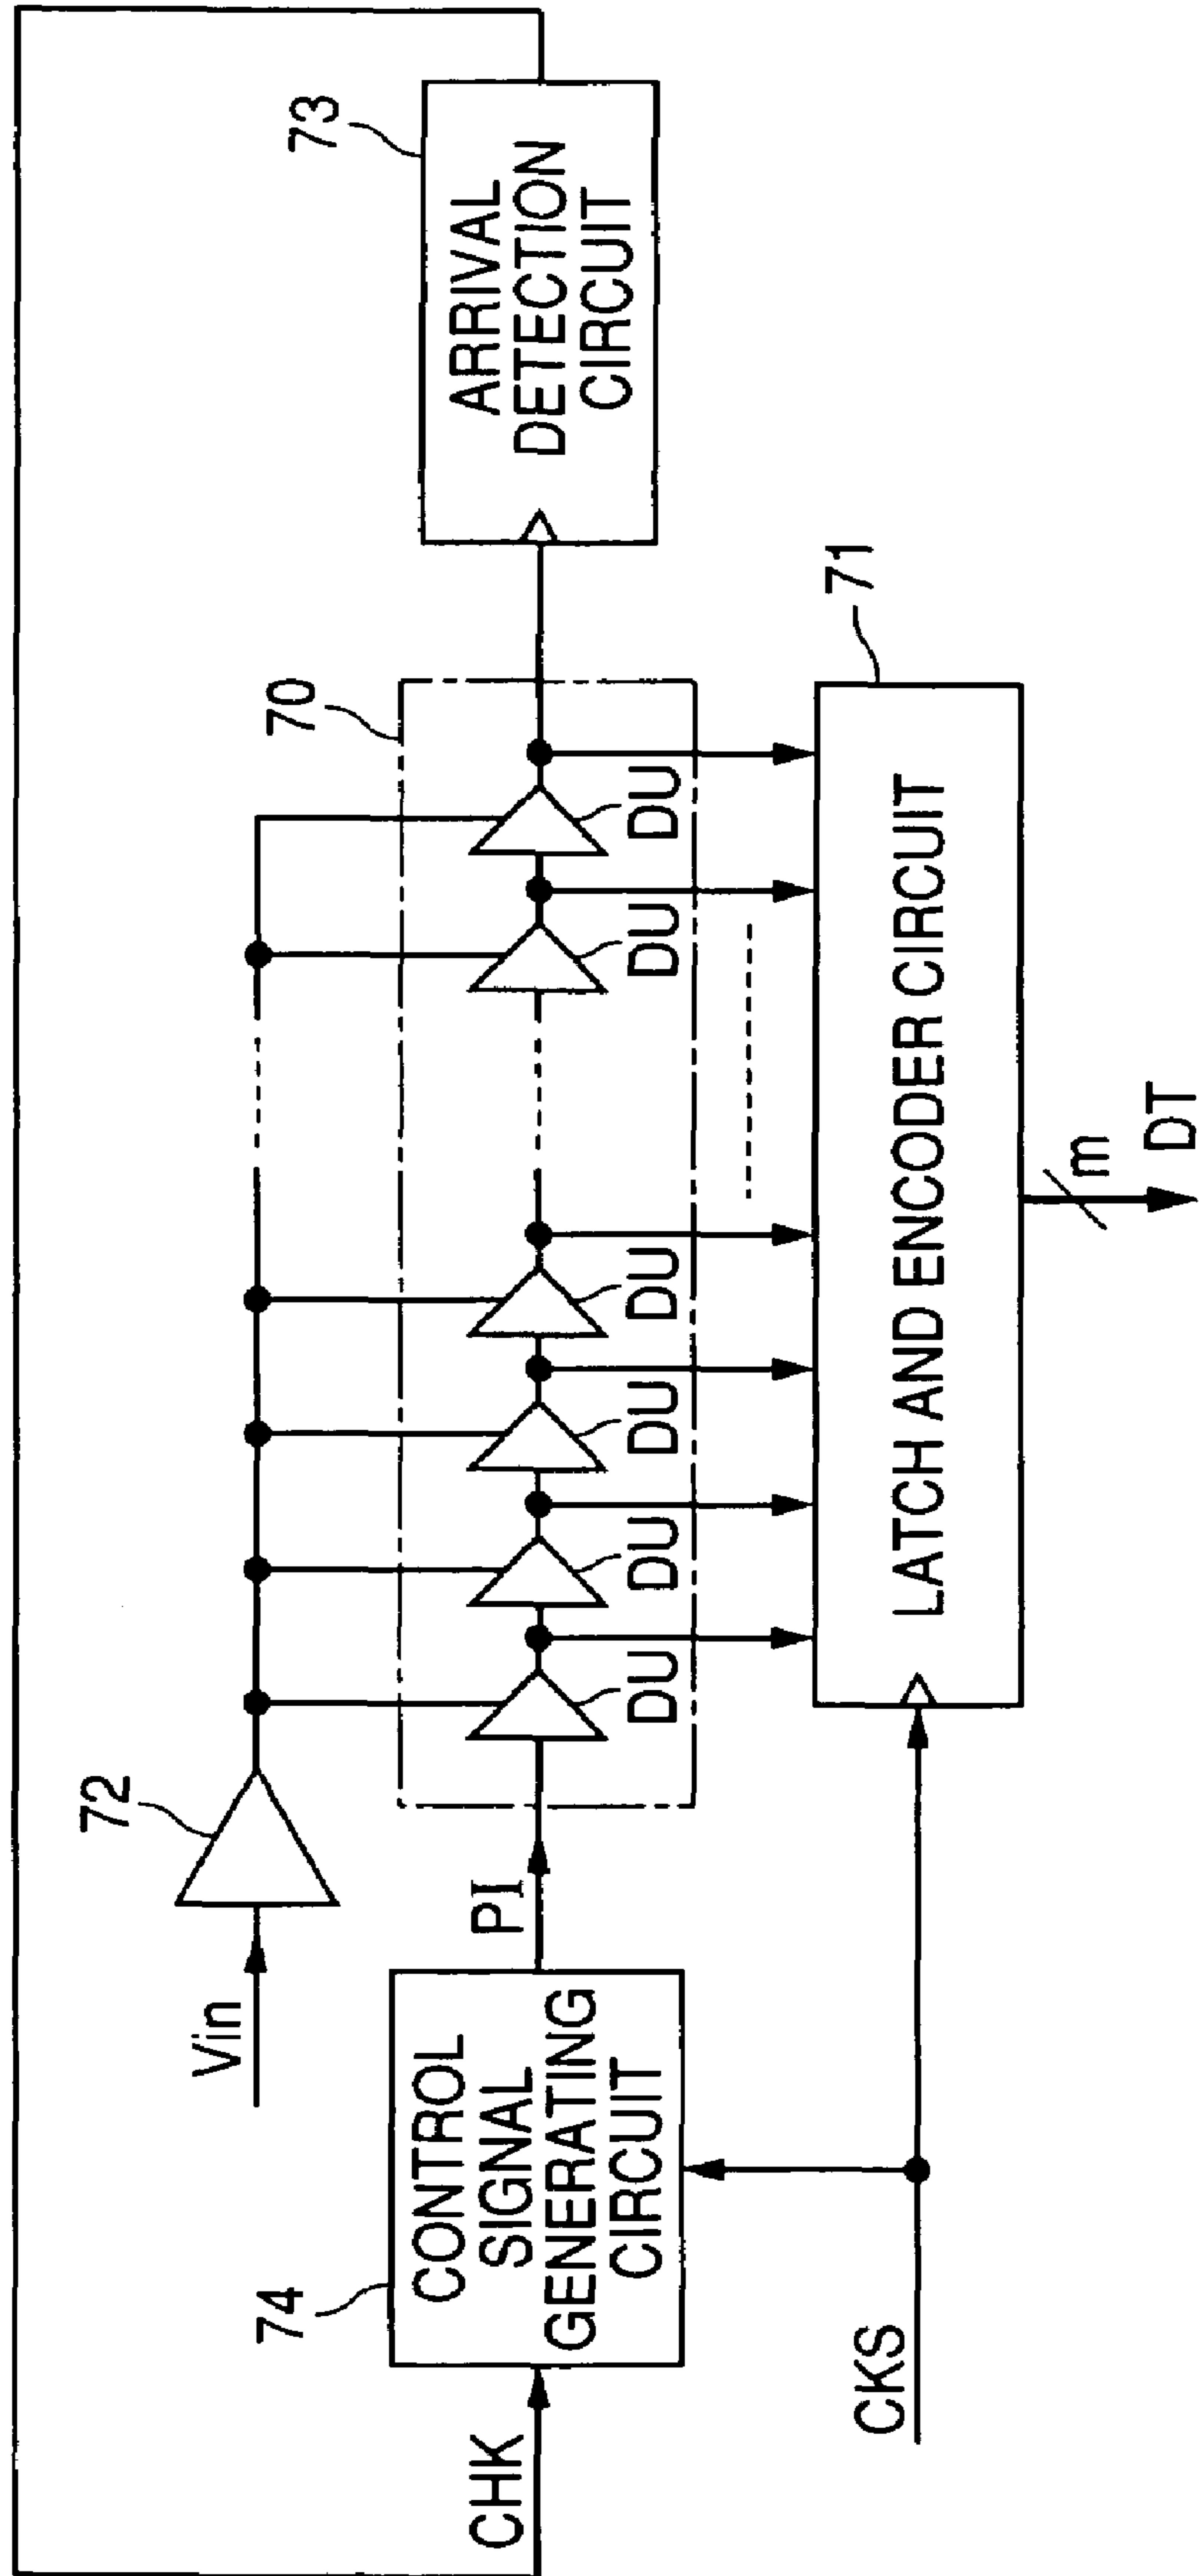 73
ARRIVAL
DETECTION
CIRCUIT
72
Vin
70
74
CONTROL
SIGNAL
GENERATING
CIRCUIT
CHK
PI
DU
DU
DU
DU
DU
DU
71
LATCH AND ENCODER CIRCUIT
CKS
m
DT